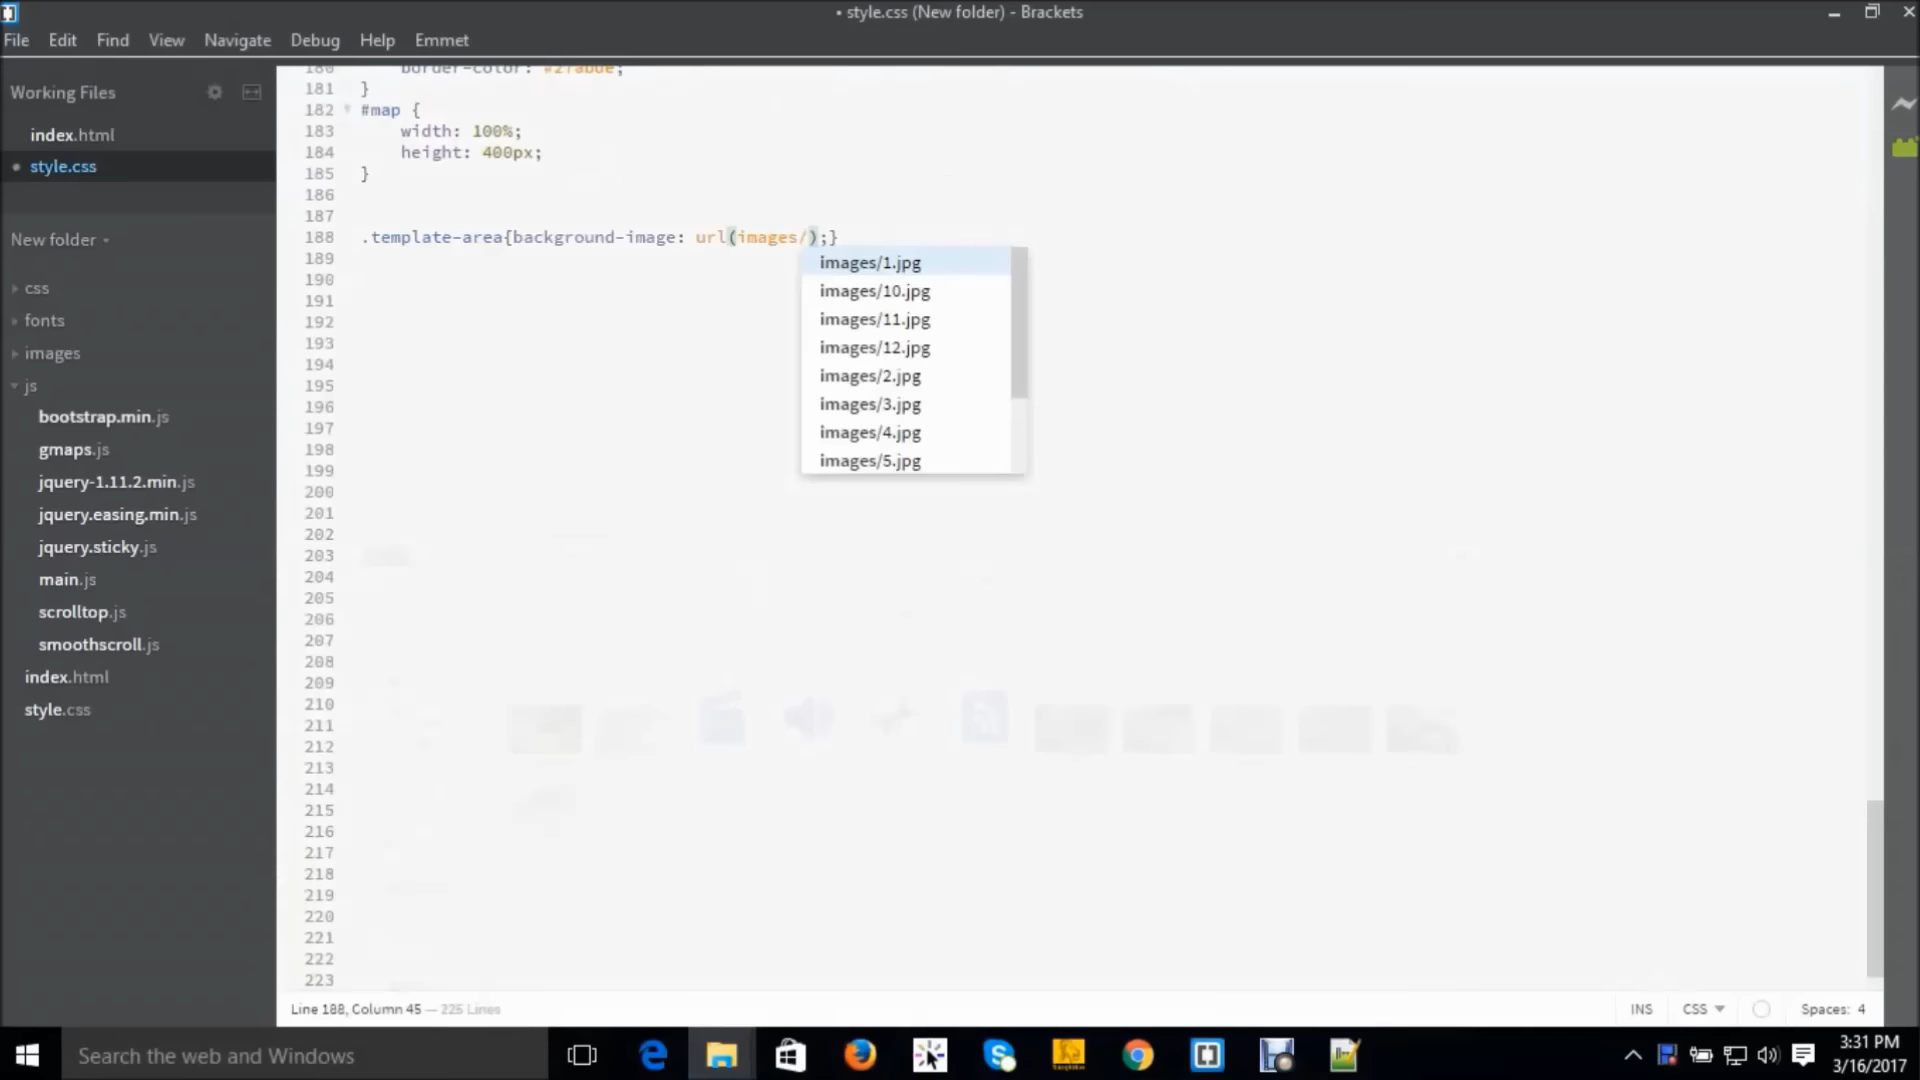 • style.css (New folder) - Brackets
File Edit Find View Navigate Debug Help Emmet
Working Files
index.html
style.css
New folder
css
fonts
images
js
bootstrap.min.js
gmaps.js
jquery-1.11.2.min.js
jquery.easing.min.js
jquery.sticky.js
main.js
scrolltop.js
smoothscroll.js
index.html
style.css
180 border-color:
181 }
182 #map {
183 width: 100%;
184 height: 400px;
185 }
186
187
188 .template-area{background-image: url(images/);}
189
190
191
192
193
194
195
196
197
198
199
200
201
202
203
204
205
206
207
208
209
210
211
212
213
214
215
216
217
218
219
220
221
222
223
images/1.jpg
images/10.jpg
images/11.jpg
images/12.jpg
images/2.jpg
images/3.jpg
images/4.jpg
images/5.jpg
Line 188, Column 45 — 225 Lines
INS CSS Spaces: 4
Search the web and Windows
3:31 PM
3/16/2017